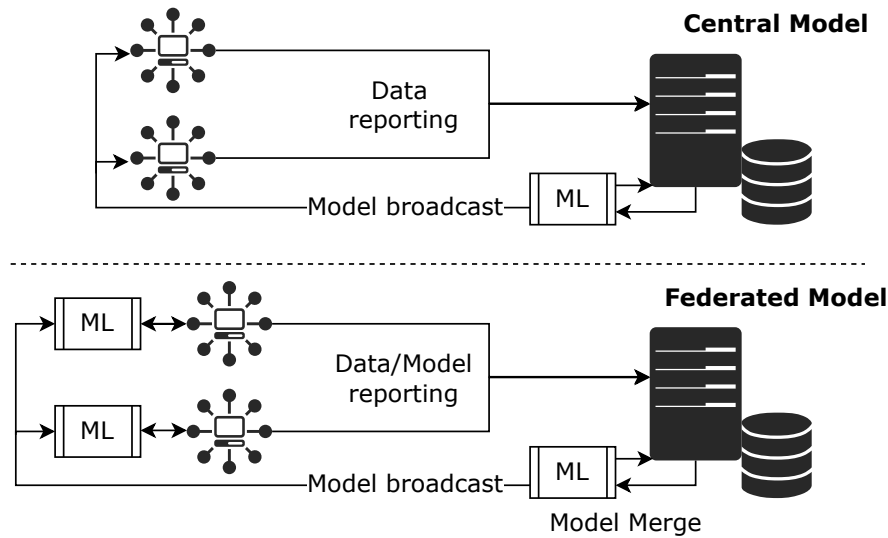 Central Model
Data
reporting
ML
Model broadcast
Federated Model
ML
Data/Model
reporting
ML
ML
Model broadcast
Model Merge